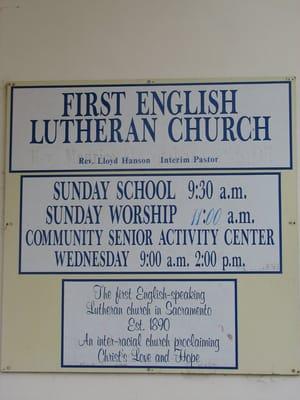 FIRST ENGLISH
LUTHERAN CHURCH
Rev. Lloyd Hanson Interim Pastor
SUNDAY SCHOOL 9:30 a.m.
SUNDAY WORSHIP 11:00 a.m.
COMMUNITY SENIOR ACTIVITY CENTER
WEDNESDAY 9:00 a.m. 2:00 p.m.
The first English-speaking
Lutheran church in Sacramento
Est. 1890
An inter-racial church proclaiming
Christ's Love and Hope